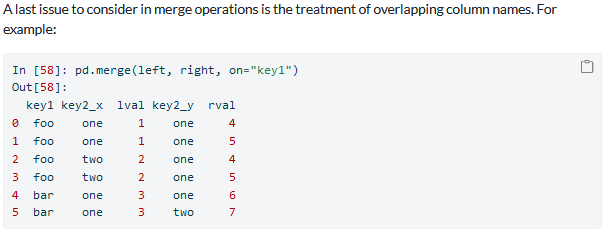 A last issue to consider in merge operations is the treatment of overlapping column names. For
example:
In [58]: pd.merge(left, right, on="key1")
Out[58]:
  key1 key2_x  lval key2_y  rval
0  foo    one     1    one     4
1  foo    one     1    one     5
2  foo    two     2    one     4
3  foo    two     2    one     5
4  bar    one     3    one     6
5  bar    one     3    two     7